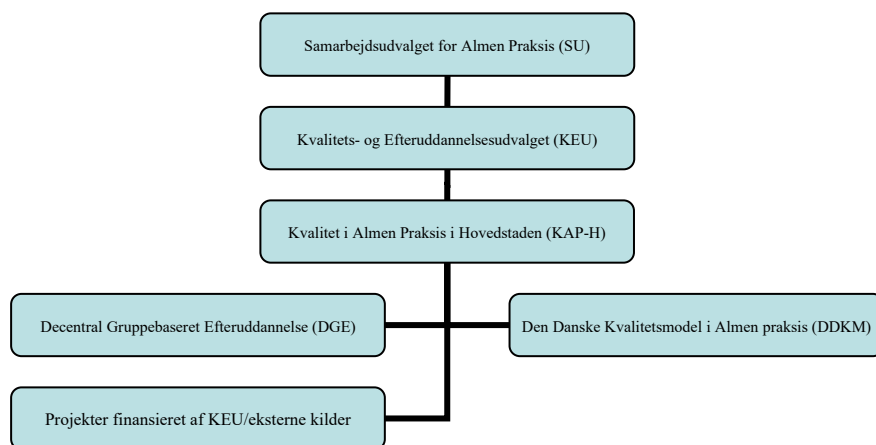 Samarbejdsudvalget for Almen Praksis (SU)
Kvalitets- og Efteruddannelsesudvalget (KEU)
Kvalitet i Almen Praksis i Hovedstaden (KAP-H)
Decentral Gruppebaseret Efteruddannelse (DGE)
Den Danske Kvalitetsmodel i Almen praksis (DDKM)
Projekter finansieret af KEU/eksterne kilder